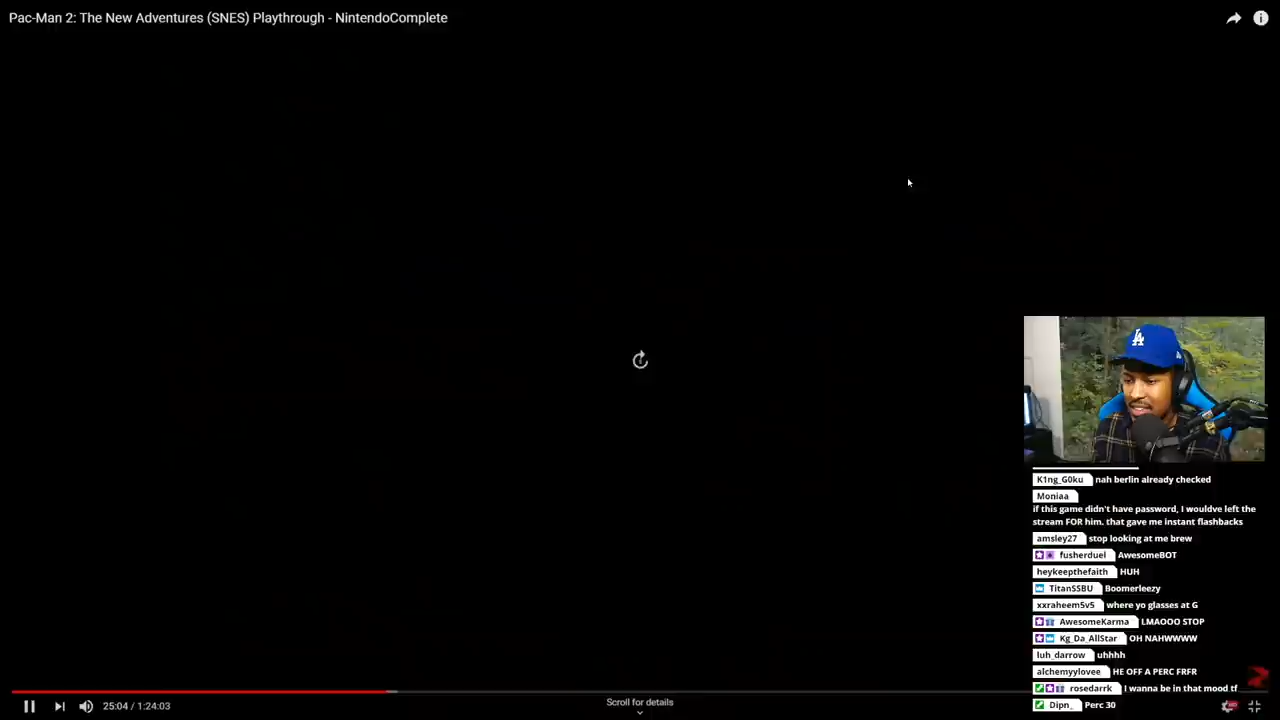 Pac-Man 2: The New Adventures (SNES) Playthrough - NintendoComplete
K1ng_G0ku nah berlin already checked
Moniaa
if this game didn't have password, I wouldve left the
stream FOR him. that gave me instant flashbacks
amsley27 stop looking at me brew
fusherduel AwesomeBOT
heykeepthefaith HUH
TitanSSBU Boomerleezy
xxraheem5v5 where yo glasses at G
AwesomeKarma LMAOOO STOP
Kg_Da_AllStar OH NAHWWWW
luh_darrow uhhhh
alchemyylovee HE OFF A PERC FRFR
rosedarrk I wanna be in that mood tf
Dipn_ Perc 30
25:04 / 1:24:03
Scroll for details